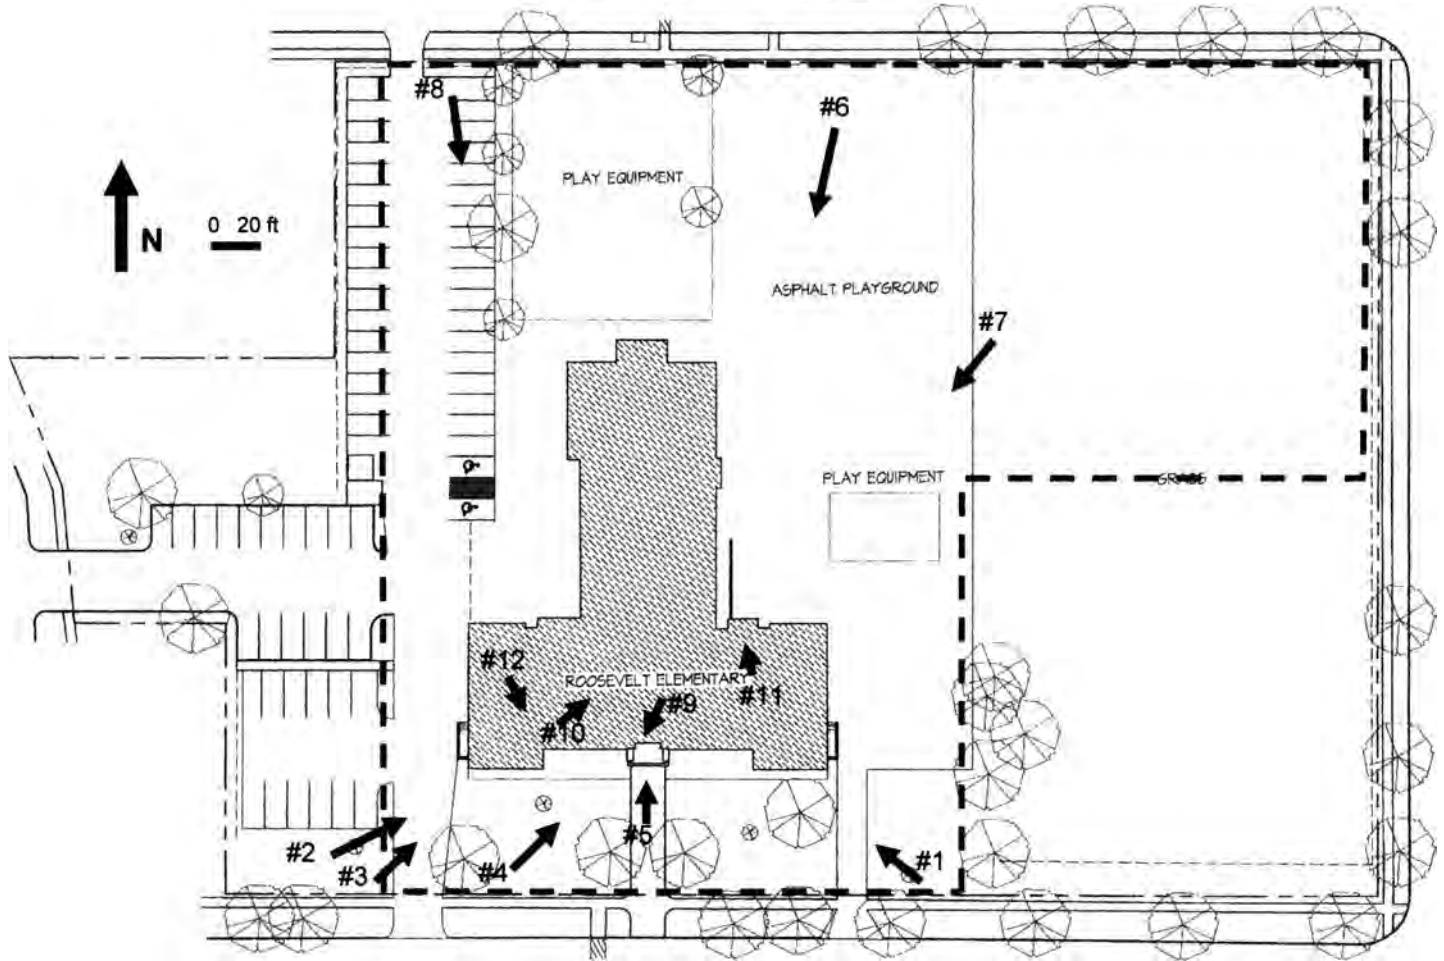 #8
#6
PLAY EQUIPMENT
N
0 20 ft
ASPHALT PLAYGROUND
#7
PLAY EQUIPMENT
GRASS
#12
ROOSEVELT ELEMENTARY
#11
#9
#10
#5
#2
#3
#4
#1